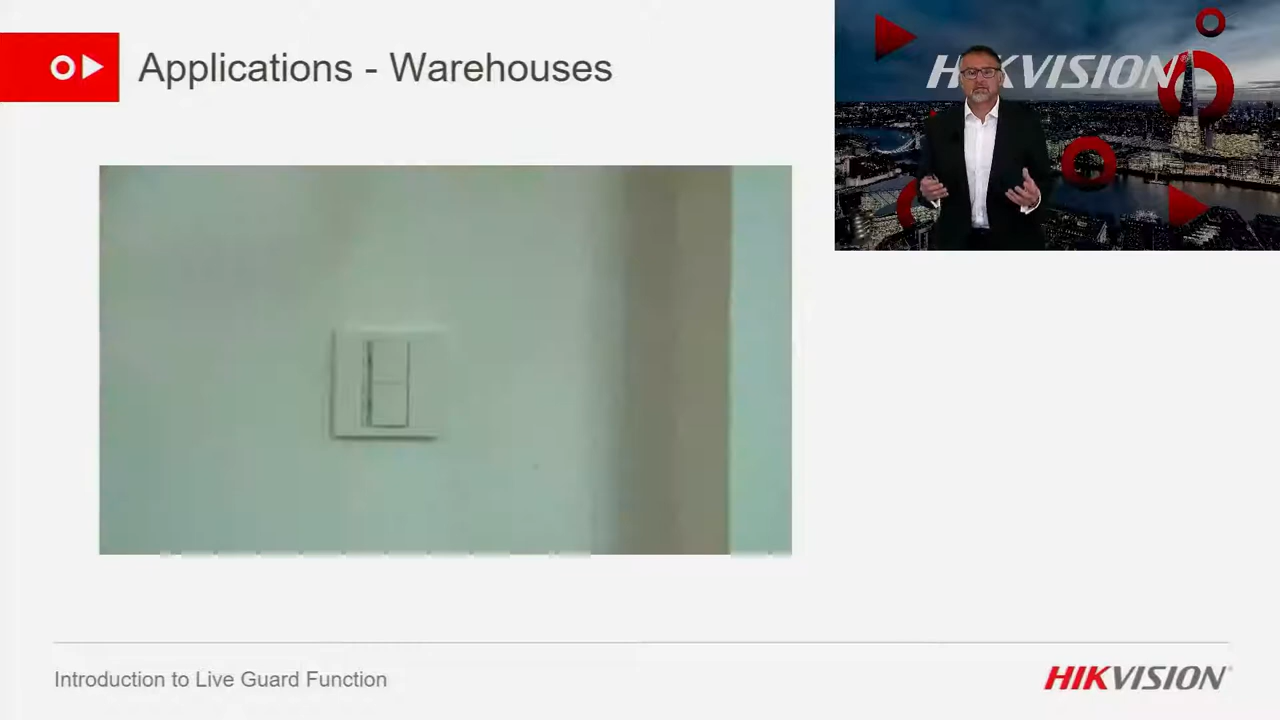 Applications - Warehouses
HIKVISION
Introduction to Live Guard Function
HIKVISION